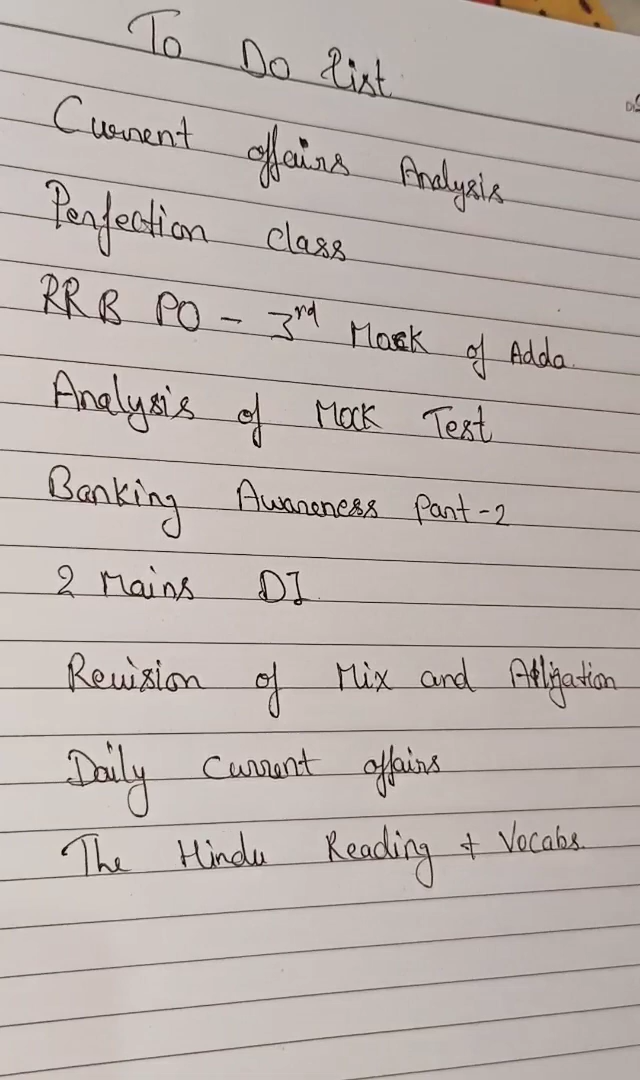 To Do List
Current affairs Analysis
Perfection class
RRB PO - 3rd Mock of Adda.
Analysis of Mock Test
Banking Awareness Part-2
2 Mains DI
Revision of Mix and Alligation
Daily Current affairs
The Hindu Reading + Vocabs.